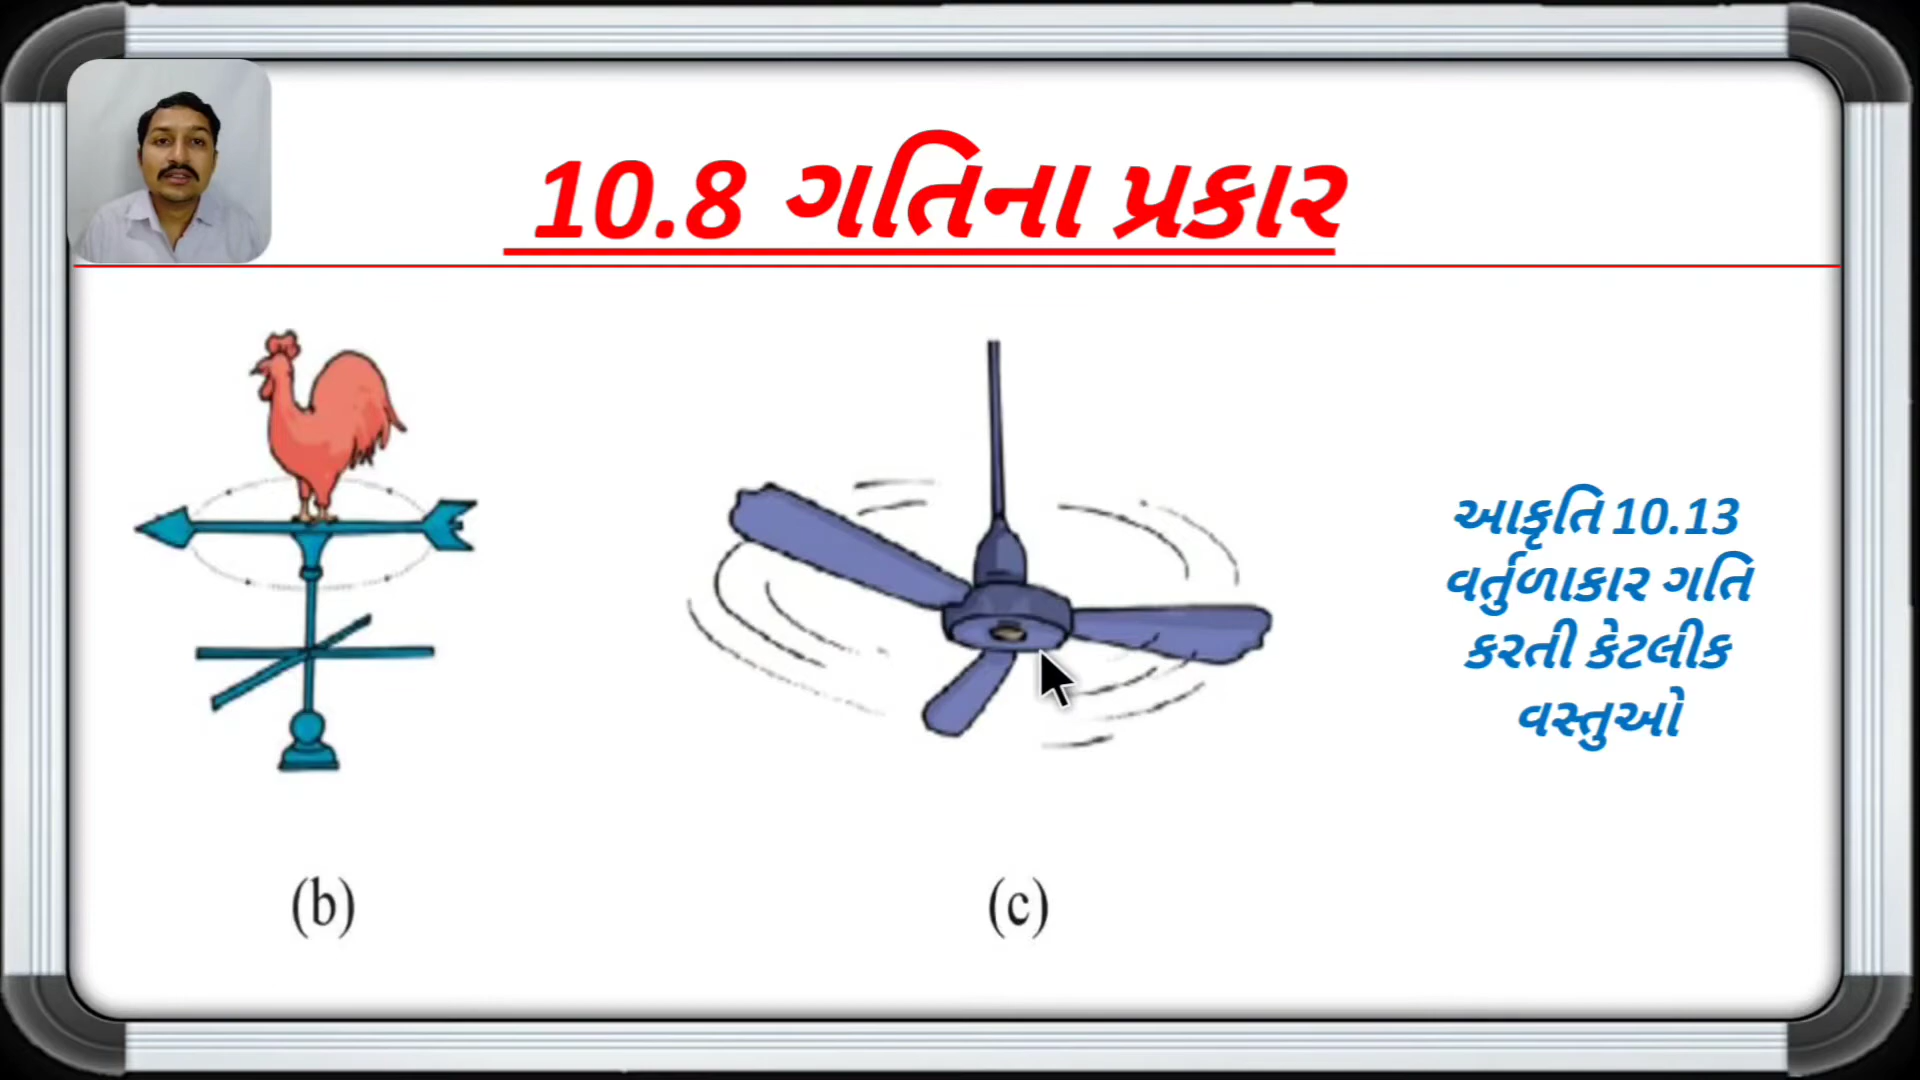 10.8 ગતિના પ્રકાર
આકૃતિ 10.13
વર્તુળાકાર ગતિ
કરતી કેટલીક
વસ્તુઓ
(b)
(c)